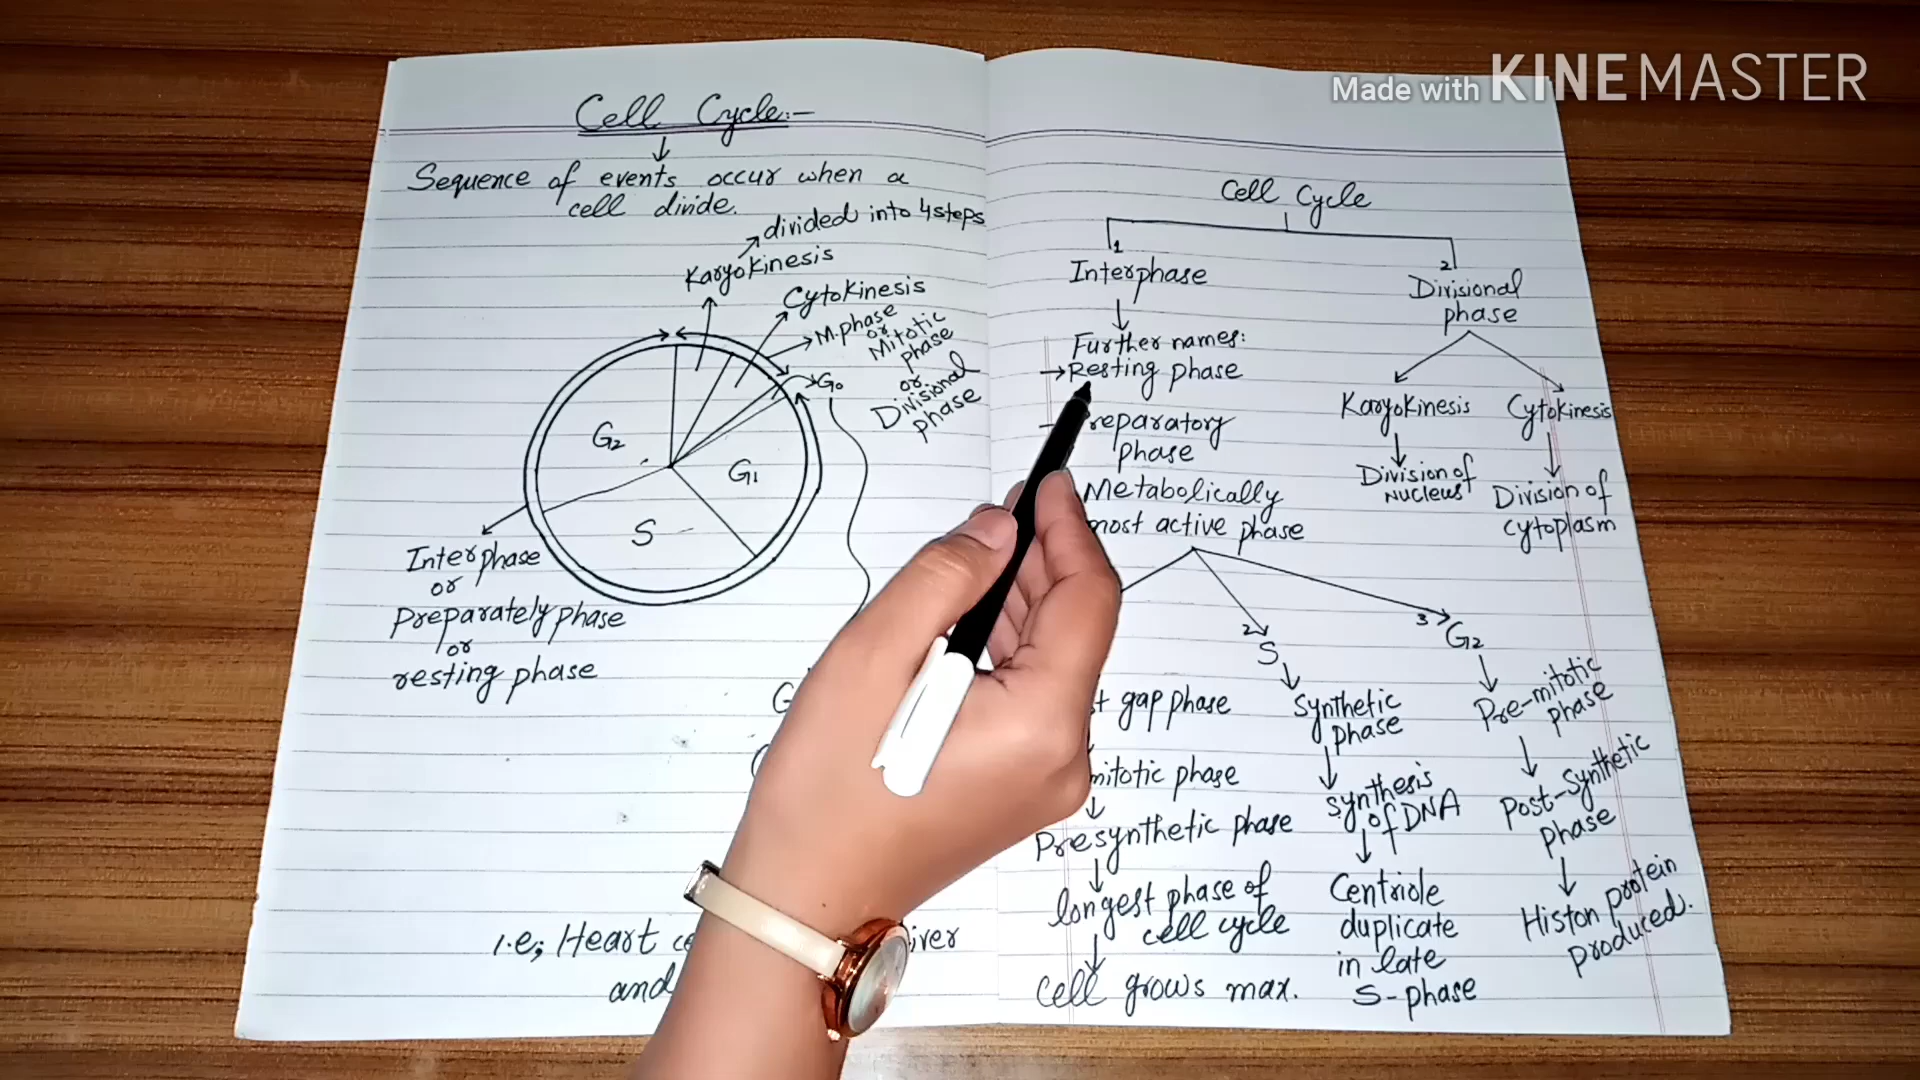 Made with KINEMASTER
Cell Cycle:-
Sequence of events occur when a
cell divide.
divided into 4 steps
Karyokinesis
Cytokinesis
M.phase
or
Mitotic
phase
or
Divisional
phase
G₀
G₂
G₁
S
Interphase
or
Preparately phase
or
resting phase
i.e; Heart
and
Cell Cycle
1
Interphase
Further names:
→Resting phase
reparatory
phase
Metabolically
most active phase
2
Divisional
phase
Karyokinesis
Division of
Nucleus
Cytokinesis
Division of
cytoplasm
gap phase
mitotic phase
Presynthetic phase
longest phase of
cell cycle
cell grows max.
2
S
Synthetic
phase
Synthesis
of DNA
Centriole
duplicate
in late
S-phase
3
G₂
Pre-mitotic
phase
Post-Synthetic
phase
Histon protein
produced.